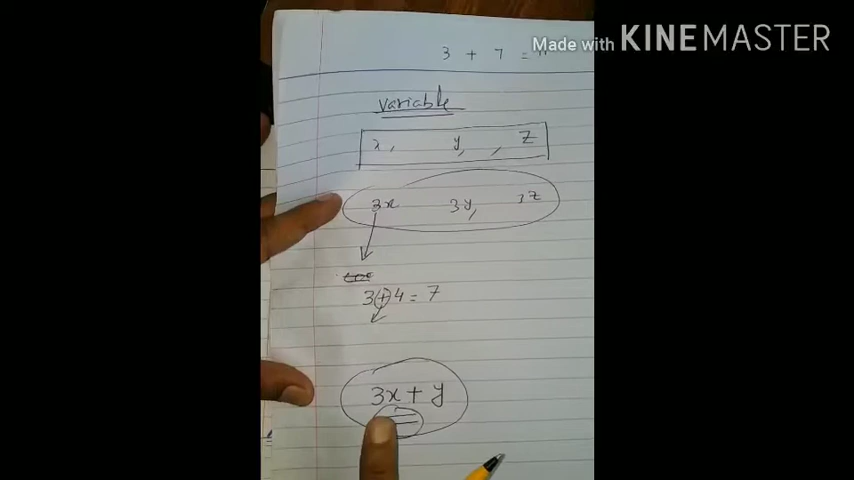 Made with KINEMASTER
3 + 7 =
variable
x, y, , z
3x 3y, 3z
3+4=7
3x+y